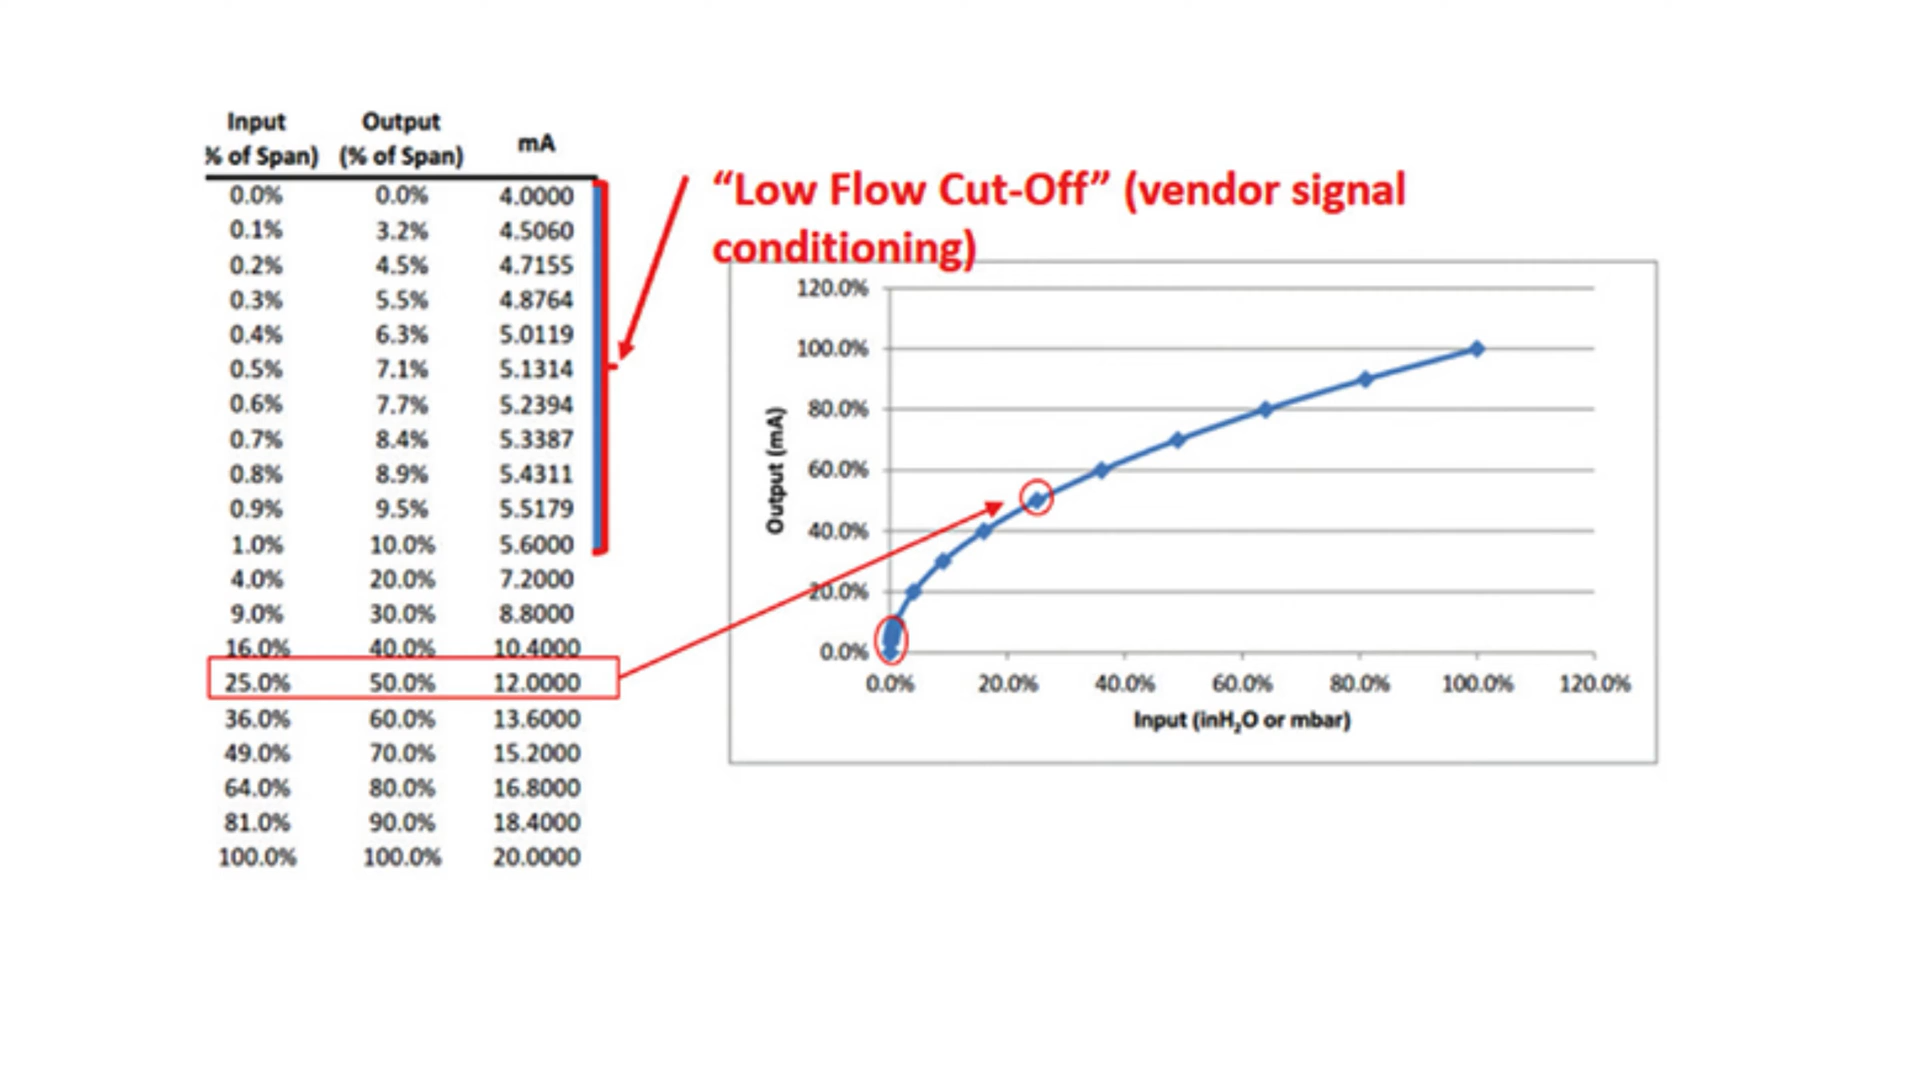 Input Output
% of Span) (% of Span) mA
0.0% 0.0% 4.0000
0.1% 3.2% 4.5060
0.2% 4.5% 4.7155
0.3% 5.5% 4.8764
0.4% 6.3% 5.0119
0.5% 7.1% 5.1314
0.6% 7.7% 5.2394
0.7% 8.4% 5.3387
0.8% 8.9% 5.4311
0.9% 9.5% 5.5179
1.0% 10.0% 5.6000
4.0% 20.0% 7.2000
9.0% 30.0% 8.8000
16.0% 40.0% 10.4000
25.0% 50.0% 12.0000
36.0% 60.0% 13.6000
49.0% 70.0% 15.2000
64.0% 80.0% 16.8000
81.0% 90.0% 18.4000
100.0% 100.0% 20.0000
“Low Flow Cut-Off” (vendor signal
conditioning)
120.0%
100.0%
80.0%
60.0%
40.0%
20.0%
0.0%
Output (mA)
0.0% 20.0% 40.0% 60.0% 80.0% 100.0% 120.0%
Input (inH₂O or mbar)